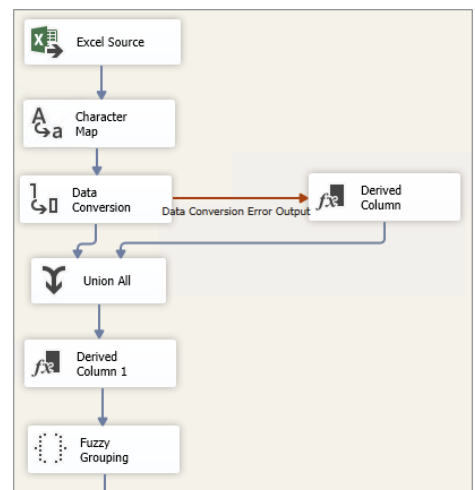 Excel Source
Character
Map
Data
Conversion
Data Conversion Error Output
Derived
Column
Union All
Derived
Column 1
Fuzzy
Grouping